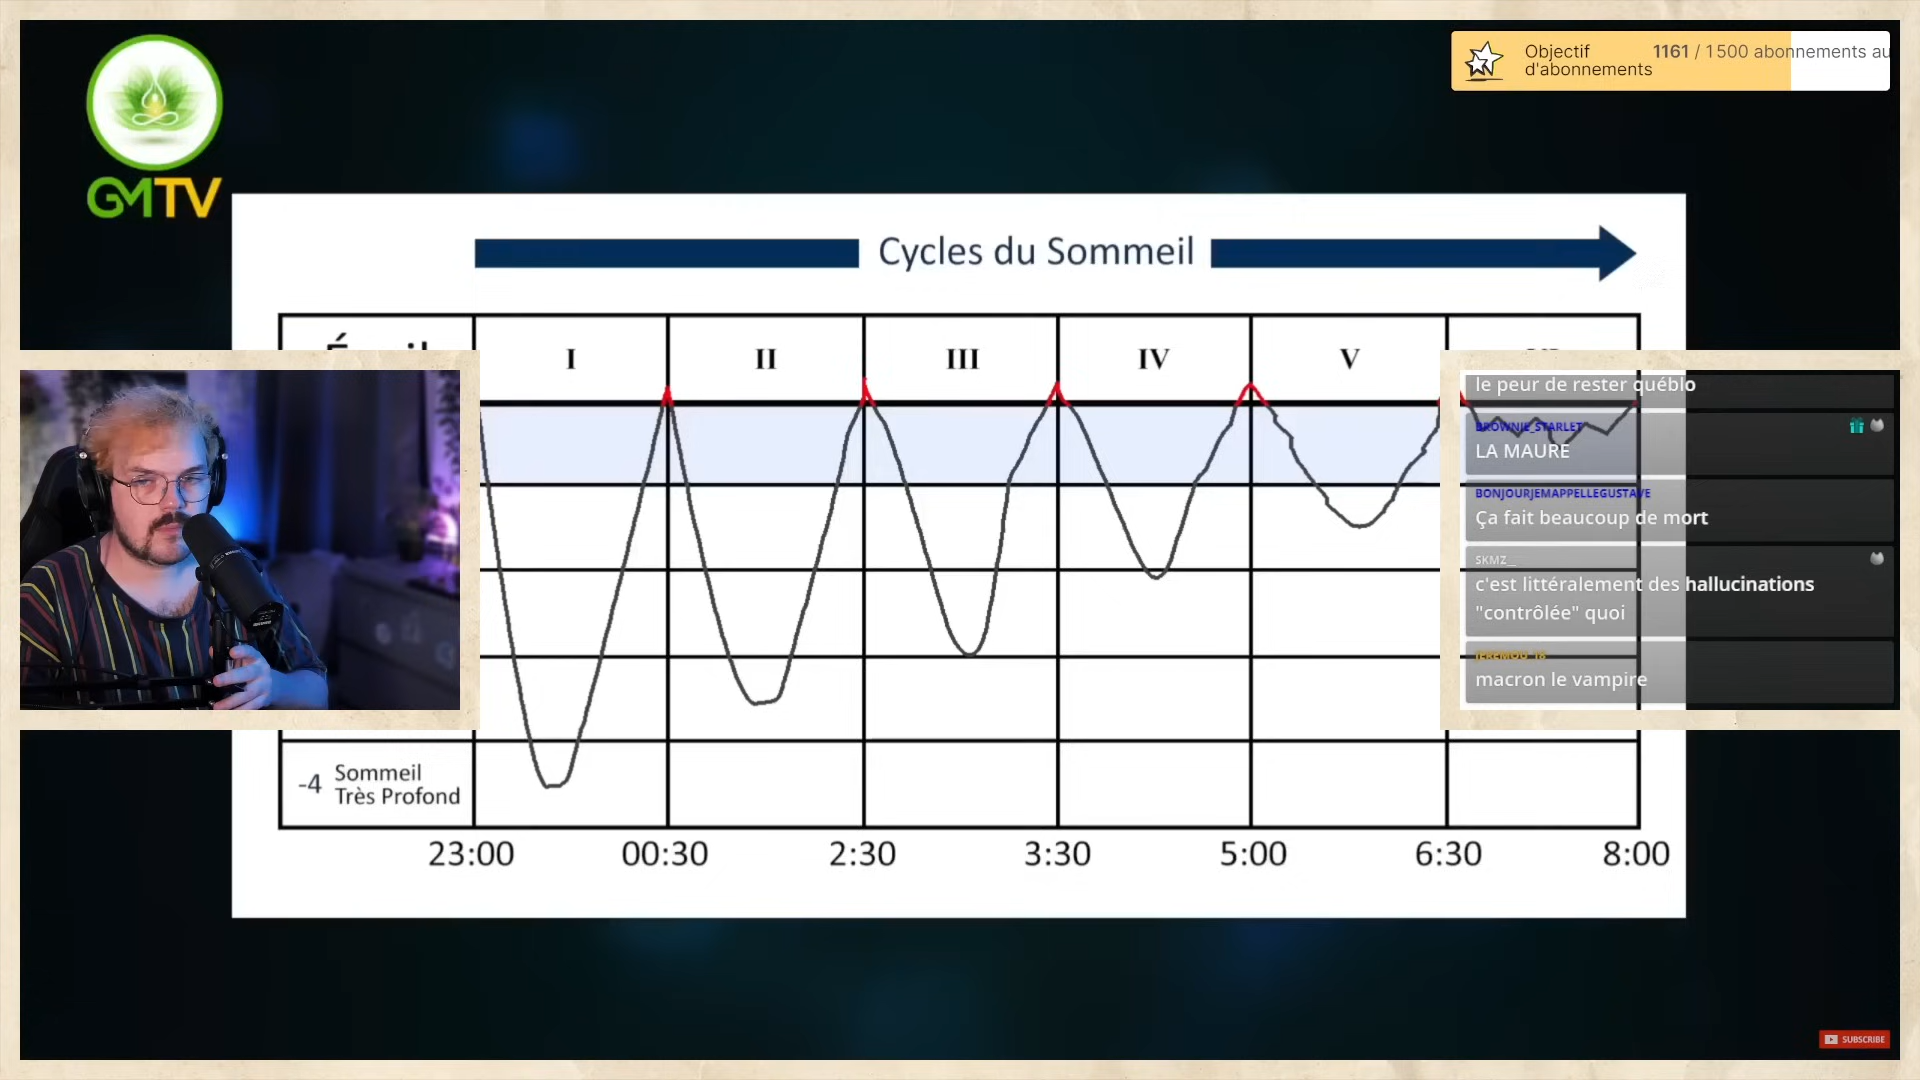 GMTV
Objectif d'abonnements
1161 / 1500 abonnements au
Cycles du Sommeil
I
II
III
IV
V
le peur de rester québlo
BROWNIE_STARLET
LA MAURE
BONJOURJEMAPPELLEGUSTAVE
Ça fait beaucoup de mort
SKMZ__
c'est littéralement des hallucinations
"contrôlée" quoi
macron le vampire
-4 Sommeil
Très Profond
23:00
00:30
2:30
3:30
5:00
6:30
8:00
SUBSCRIBE